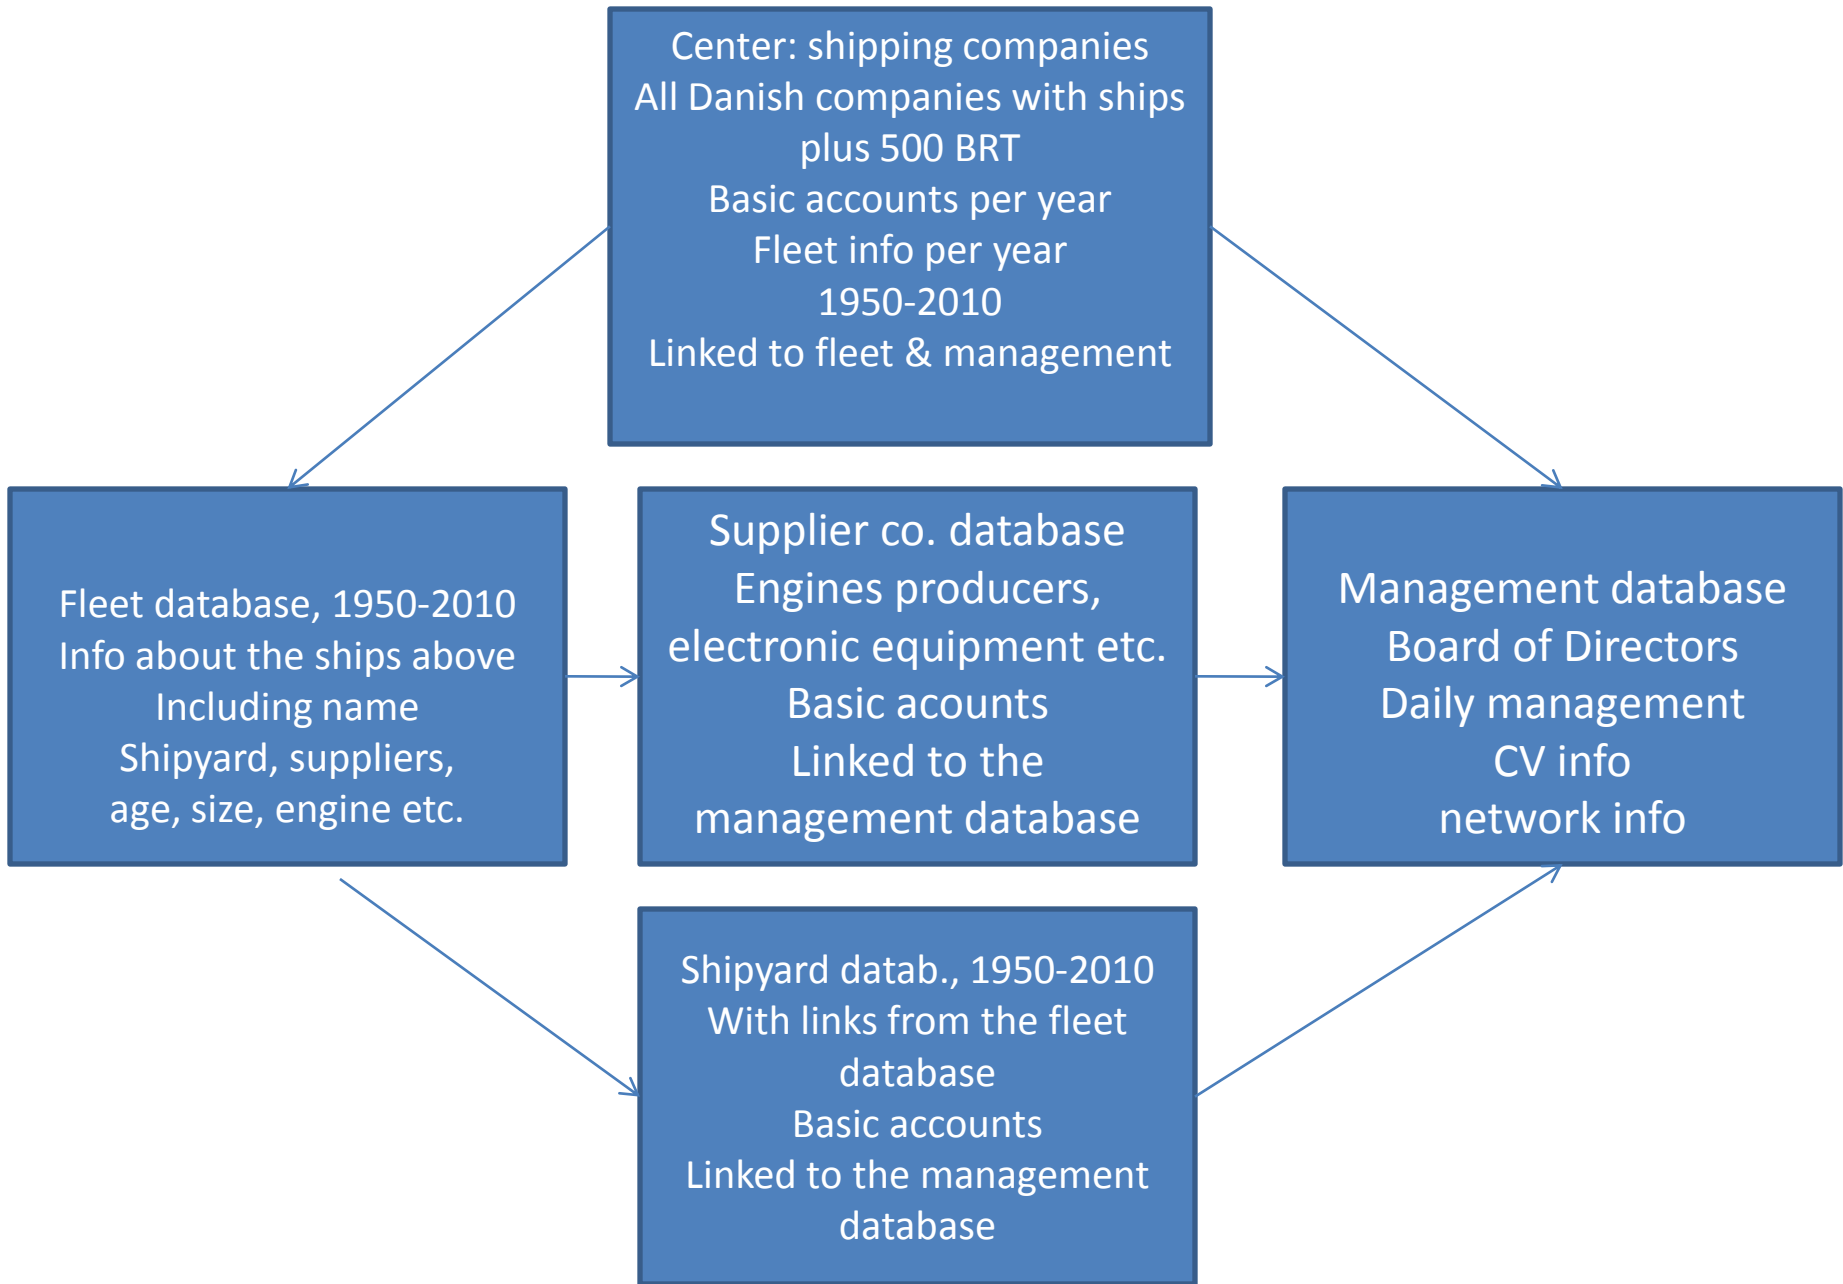 Center: shipping companies
All Danish companies with ships
plus 500 BRT
Basic accounts per year
Fleet info per year
1950-2010
Linked to fleet & management
Fleet database, 1950-2010
Info about the ships above
Including name
Shipyard, suppliers,
age, size, engine etc.
Supplier co. database
Engines producers,
electronic equipment etc.
Basic acounts
Linked to the
management database
Management database
Board of Directors
Daily management
CV info
network info
Shipyard datab., 1950-2010
With links from the fleet
database
Basic accounts
Linked to the management
database